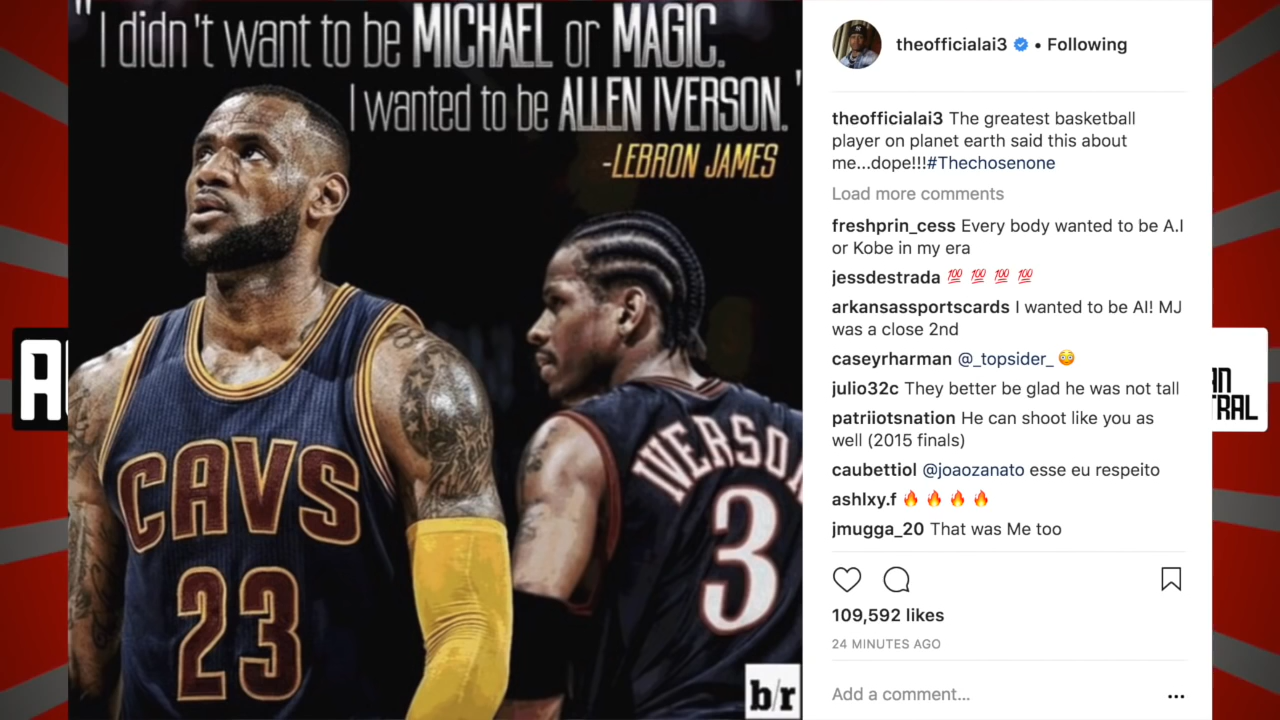 "I didn't want to be MICHAEL or MAGIC.
I wanted to be ALLEN IVERSON."
-LEBRON JAMES
CAVS
23
IVERSON
3
b/r
theofficialai3 • Following
theofficialai3 The greatest basketball
player on planet earth said this about
me...dope!!!#Thechosenone
Load more comments
freshprin_cess Every body wanted to be A.I
or Kobe in my era
jessdestrada 💯 💯 💯 💯
arkansassportscards I wanted to be AI! MJ
was a close 2nd
caseyrharman @_topsider_ 😳
julio32c They better be glad he was not tall
patriiotsnation He can shoot like you as
well (2015 finals)
caubettiol @joaozanato esse eu respeito
ashlxy.f 🔥 🔥 🔥 🔥
jmugga_20 That was Me too
109,592 likes
24 MINUTES AGO
Add a comment...